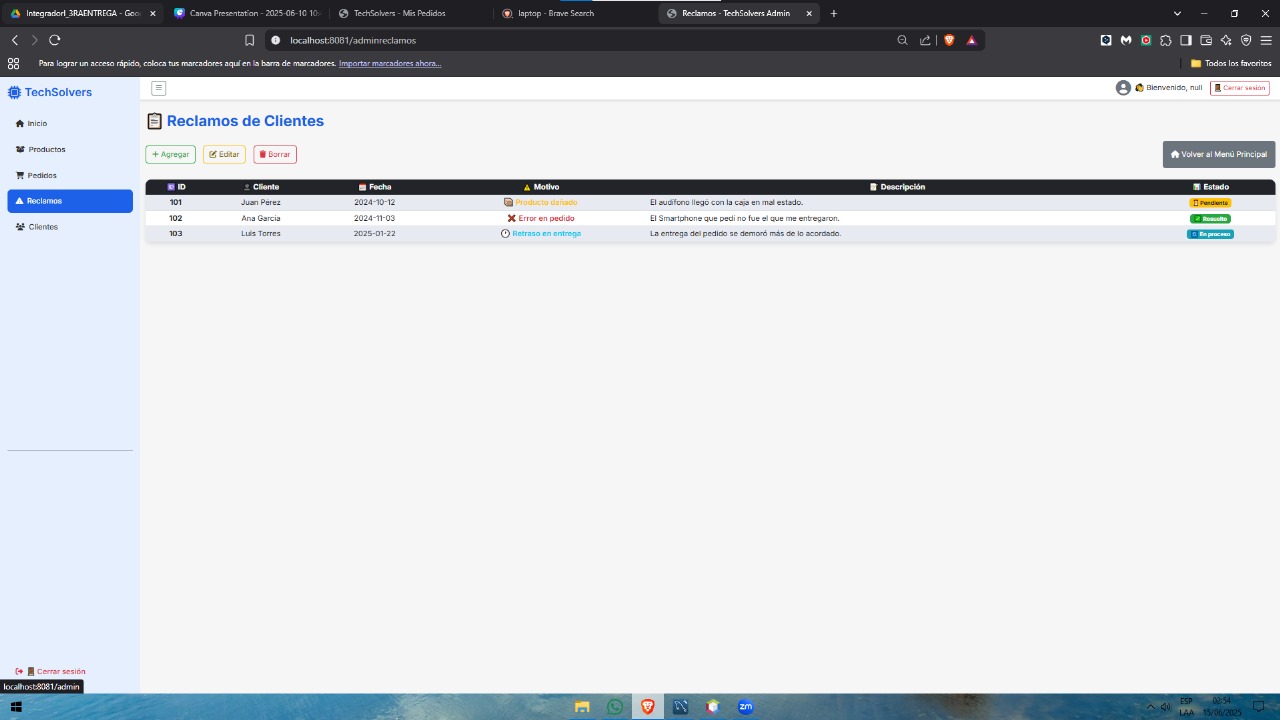 IntegradorI_3RAENTREGA - Goo
Canva Presentation - 2025-06-10 10:
TechSolvers - Mis Pedidos
laptop - Brave Search
Reclamos - TechSolvers Admin
localhost:8081/adminreclamos
Para lograr un acceso rápido, coloca tus marcadores aquí en la barra de marcadores. Importar marcadores ahora...
Todos los favoritos
TechSolvers
Bienvenido, null
Cerrar sesión
Inicio
Productos
Pedidos
Reclamos
Clientes
Reclamos de Clientes
+ Agregar
Editar
Borrar
Volver al Menú Principal
ID Cliente Fecha Motivo Descripción Estado
101 Juan Pérez 2024-10-12 Producto dañado El audífono llegó con la caja en mal estado. Pendiente
102 Ana García 2024-11-03 Error en pedido El Smartphone que pedí no fue el que me entregaron. Resuelto
103 Luis Torres 2025-01-22 Retraso en entrega La entrega del pedido se demoró más de lo acordado. En proceso
Cerrar sesión
localhost:8081/admin
zm
ESP
LAA
15/06/2025